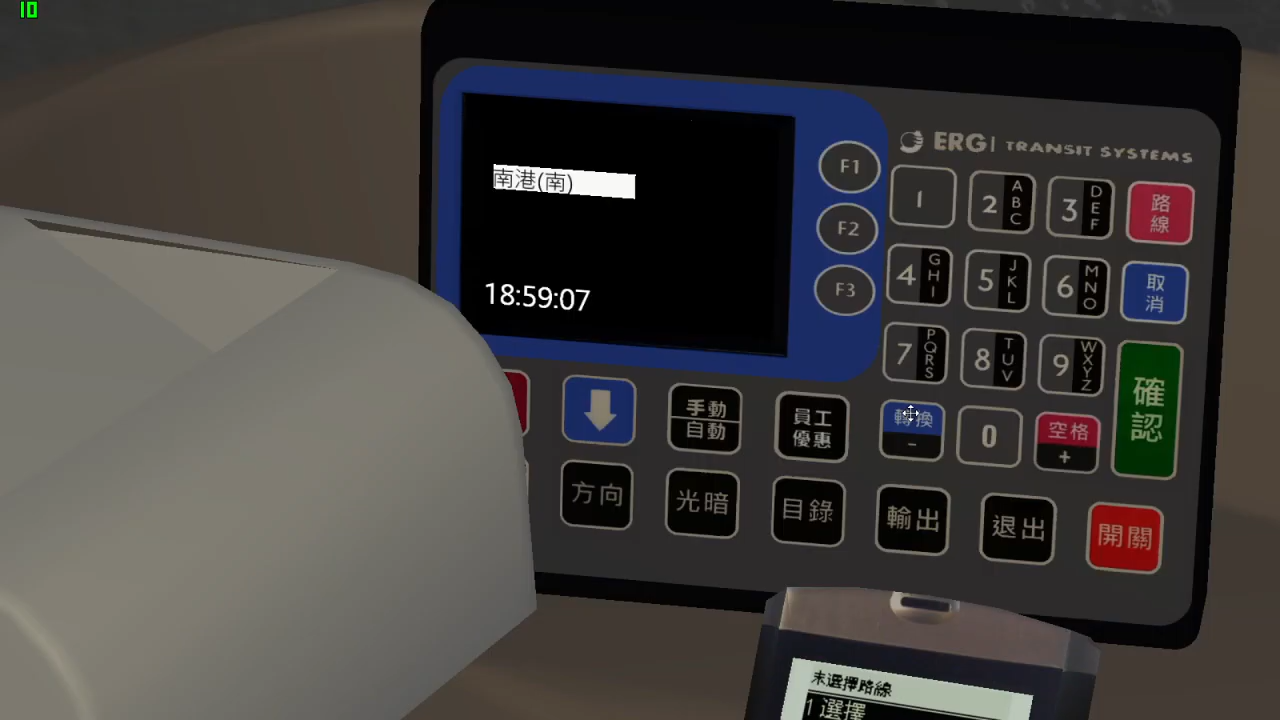 10
南港(南)
18:59:07
F1
F2
F3
ERG TRANSIT SYSTEMS
1
2 ABC
3 DEF
路線
4 GHI
5 JKL
6 MNO
取消
7 PQRS
8 TUV
9 WXYZ
確認
手動
自動
員工
優惠
轉換
-
0
空格
+
方向
光暗
目錄
輸出
退出
開關
未選擇路線
1 選擇